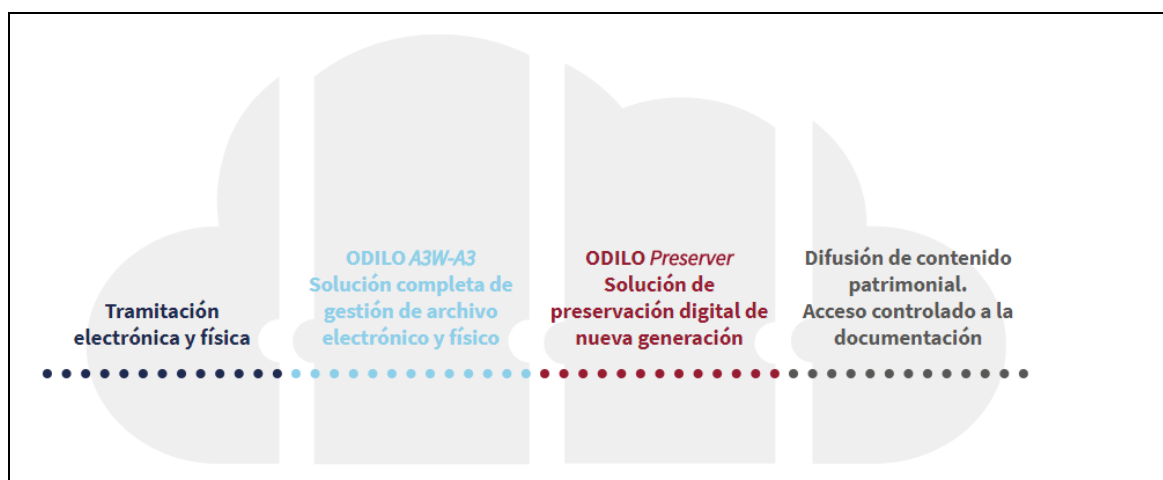 Tramitación
electrónica y física
ODILO A3W-A3
Solución completa de
gestión de archivo
electrónico y físico
ODILO Preserver
Solución de
preservación digital de
nueva generación
Difusión de contenido
patrimonial.
Acceso controlado a la
documentación